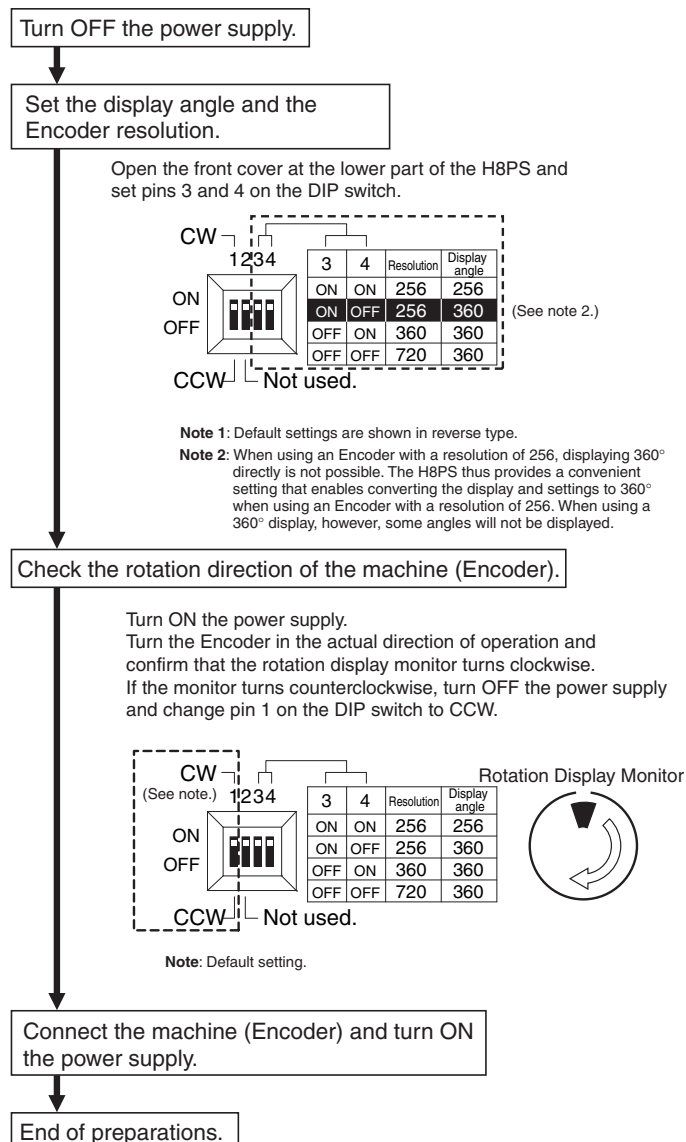 Turn OFF the power supply.
Set the display angle and the
Encoder resolution.
Open the front cover at the lower part of the H8PS and
set pins 3 and 4 on the DIP switch.
CW
1234
ON
OFF
CCW
Not used.
3 4 Resolution Display angle
ON ON 256 256
ON OFF 256 360 (See note 2.)
OFF ON 360 360
OFF OFF 720 360
Note 1: Default settings are shown in reverse type.
Note 2: When using an Encoder with a resolution of 256, displaying 360°
directly is not possible. The H8PS thus provides a convenient
setting that enables converting the display and settings to 360°
when using an Encoder with a resolution of 256. When using a
360° display, however, some angles will not be displayed.
Check the rotation direction of the machine (Encoder).
Turn ON the power supply.
Turn the Encoder in the actual direction of operation and
confirm that the rotation display monitor turns clockwise.
If the monitor turns counterclockwise, turn OFF the power supply
and change pin 1 on the DIP switch to CCW.
CW
(See note.) 1234
ON
OFF
CCW
Not used.
3 4 Resolution Display angle
ON ON 256 256
ON OFF 256 360
OFF ON 360 360
OFF OFF 720 360
Rotation Display Monitor
Note: Default setting.
Connect the machine (Encoder) and turn ON
the power supply.
End of preparations.